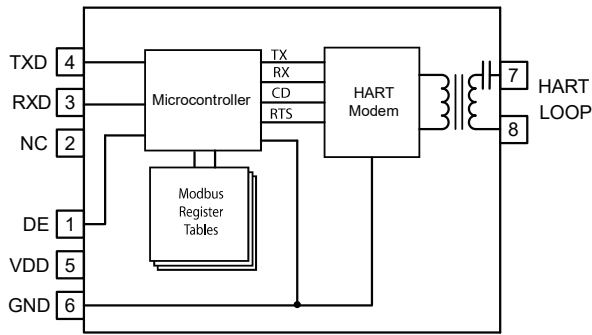 TXD 4
RXD 3
NC 2
DE 1
VDD 5
GND 6
Microcontroller
TX
RX
CD
RTS
HART
Modem
Modbus
Register
Tables
7
8
HART
LOOP